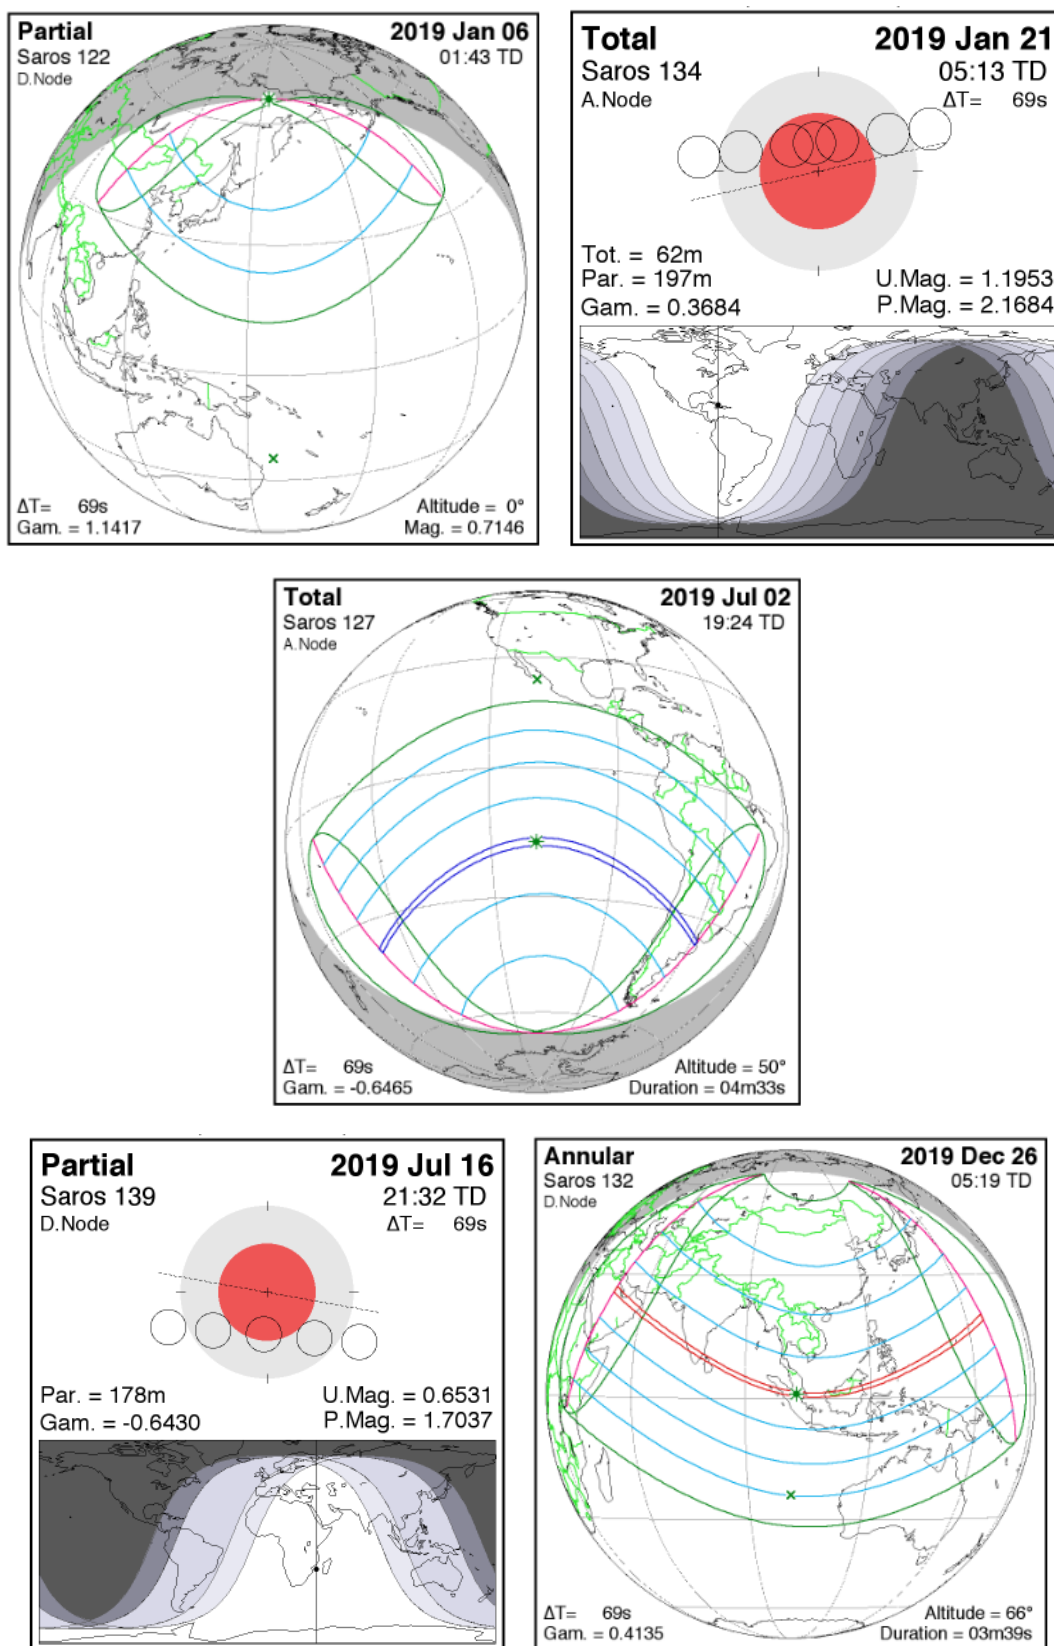 Partial 2019 Jan 06
Saros 122 01:43 TD
D.Node
ΔT= 69s Altitude = 0°
Gam. = 1.1417 Mag. = 0.7146
Total 2019 Jan 21
Saros 134 05:13 TD
A.Node ΔT= 69s
Tot. = 62m
Par. = 197m U.Mag. = 1.1953
Gam. = 0.3684 P.Mag. = 2.1684
Total 2019 Jul 02
Saros 127 19:24 TD
A.Node
ΔT= 69s Altitude = 50°
Gam. = -0.6465 Duration = 04m33s
Partial 2019 Jul 16
Saros 139 21:32 TD
D.Node ΔT= 69s
Par. = 178m U.Mag. = 0.6531
Gam. = -0.6430 P.Mag. = 1.7037
Annular 2019 Dec 26
Saros 132 05:19 TD
D.Node
ΔT= 69s Altitude = 66°
Gam. = 0.4135 Duration = 03m39s